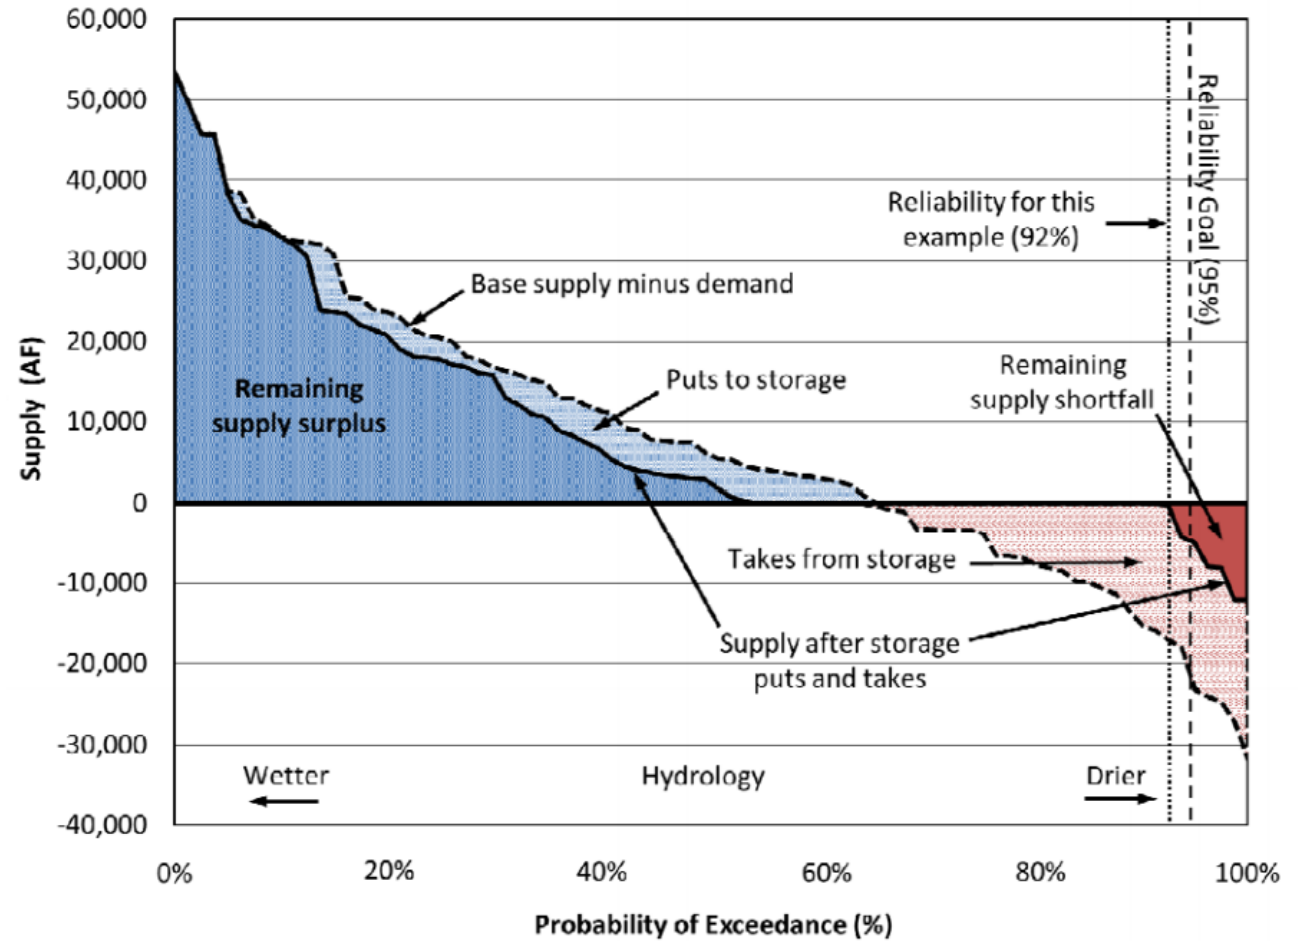 60,000
50,000
40,000
30,000
20,000
10,000
0
-10,000
-20,000
-30,000
-40,000
Supply (AF)
Reliability Goal (95%)
Reliability for this
example (92%)
Base supply minus demand
Remaining
supply shortfall
Puts to storage
Remaining
supply surplus
Takes from storage
Supply after storage
puts and takes
Wetter
Hydrology
Drier
0%
20%
40%
60%
80%
100%
Probability of Exceedance (%)